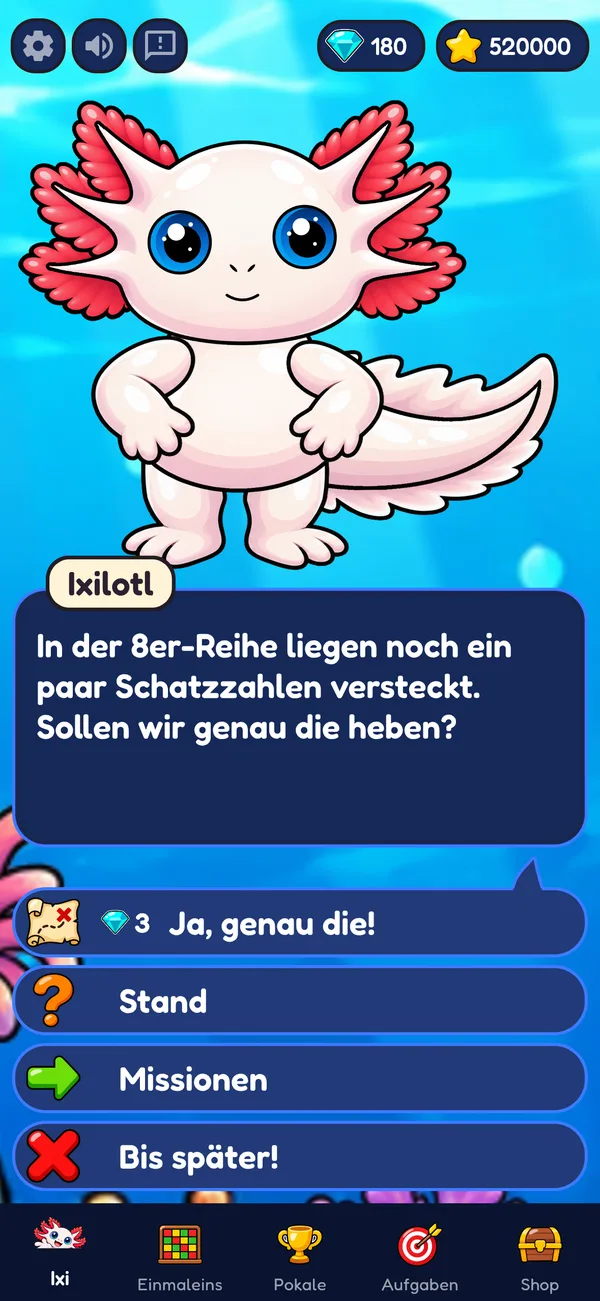 180
520000
Ixilotl
In der 8er-Reihe liegen noch ein
paar Schatzzahlen versteckt.
Sollen wir genau die heben?
3 Ja, genau die!
Stand
Missionen
Bis später!
Ixi
Einmaleins
Pokale
Aufgaben
Shop